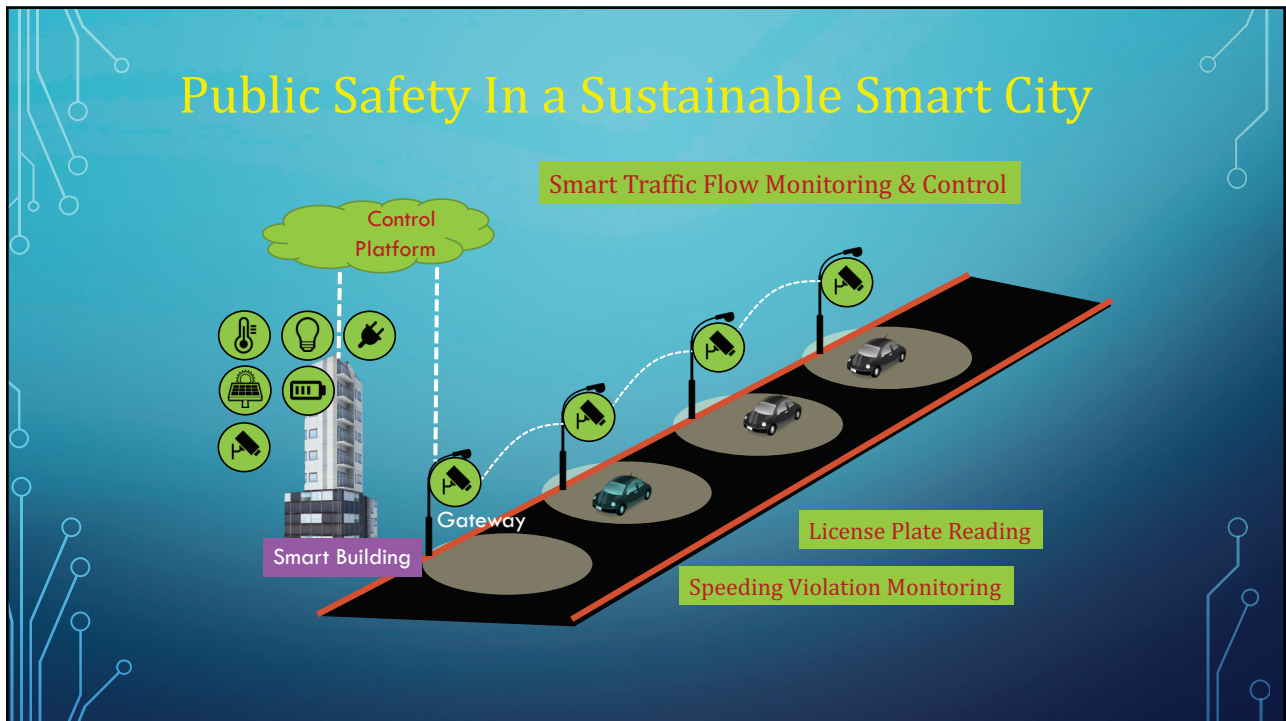 Public Safety In a Sustainable Smart City
Smart Traffic Flow Monitoring & Control
Control
Platform
Gateway
Smart Building
License Plate Reading
Speeding Violation Monitoring